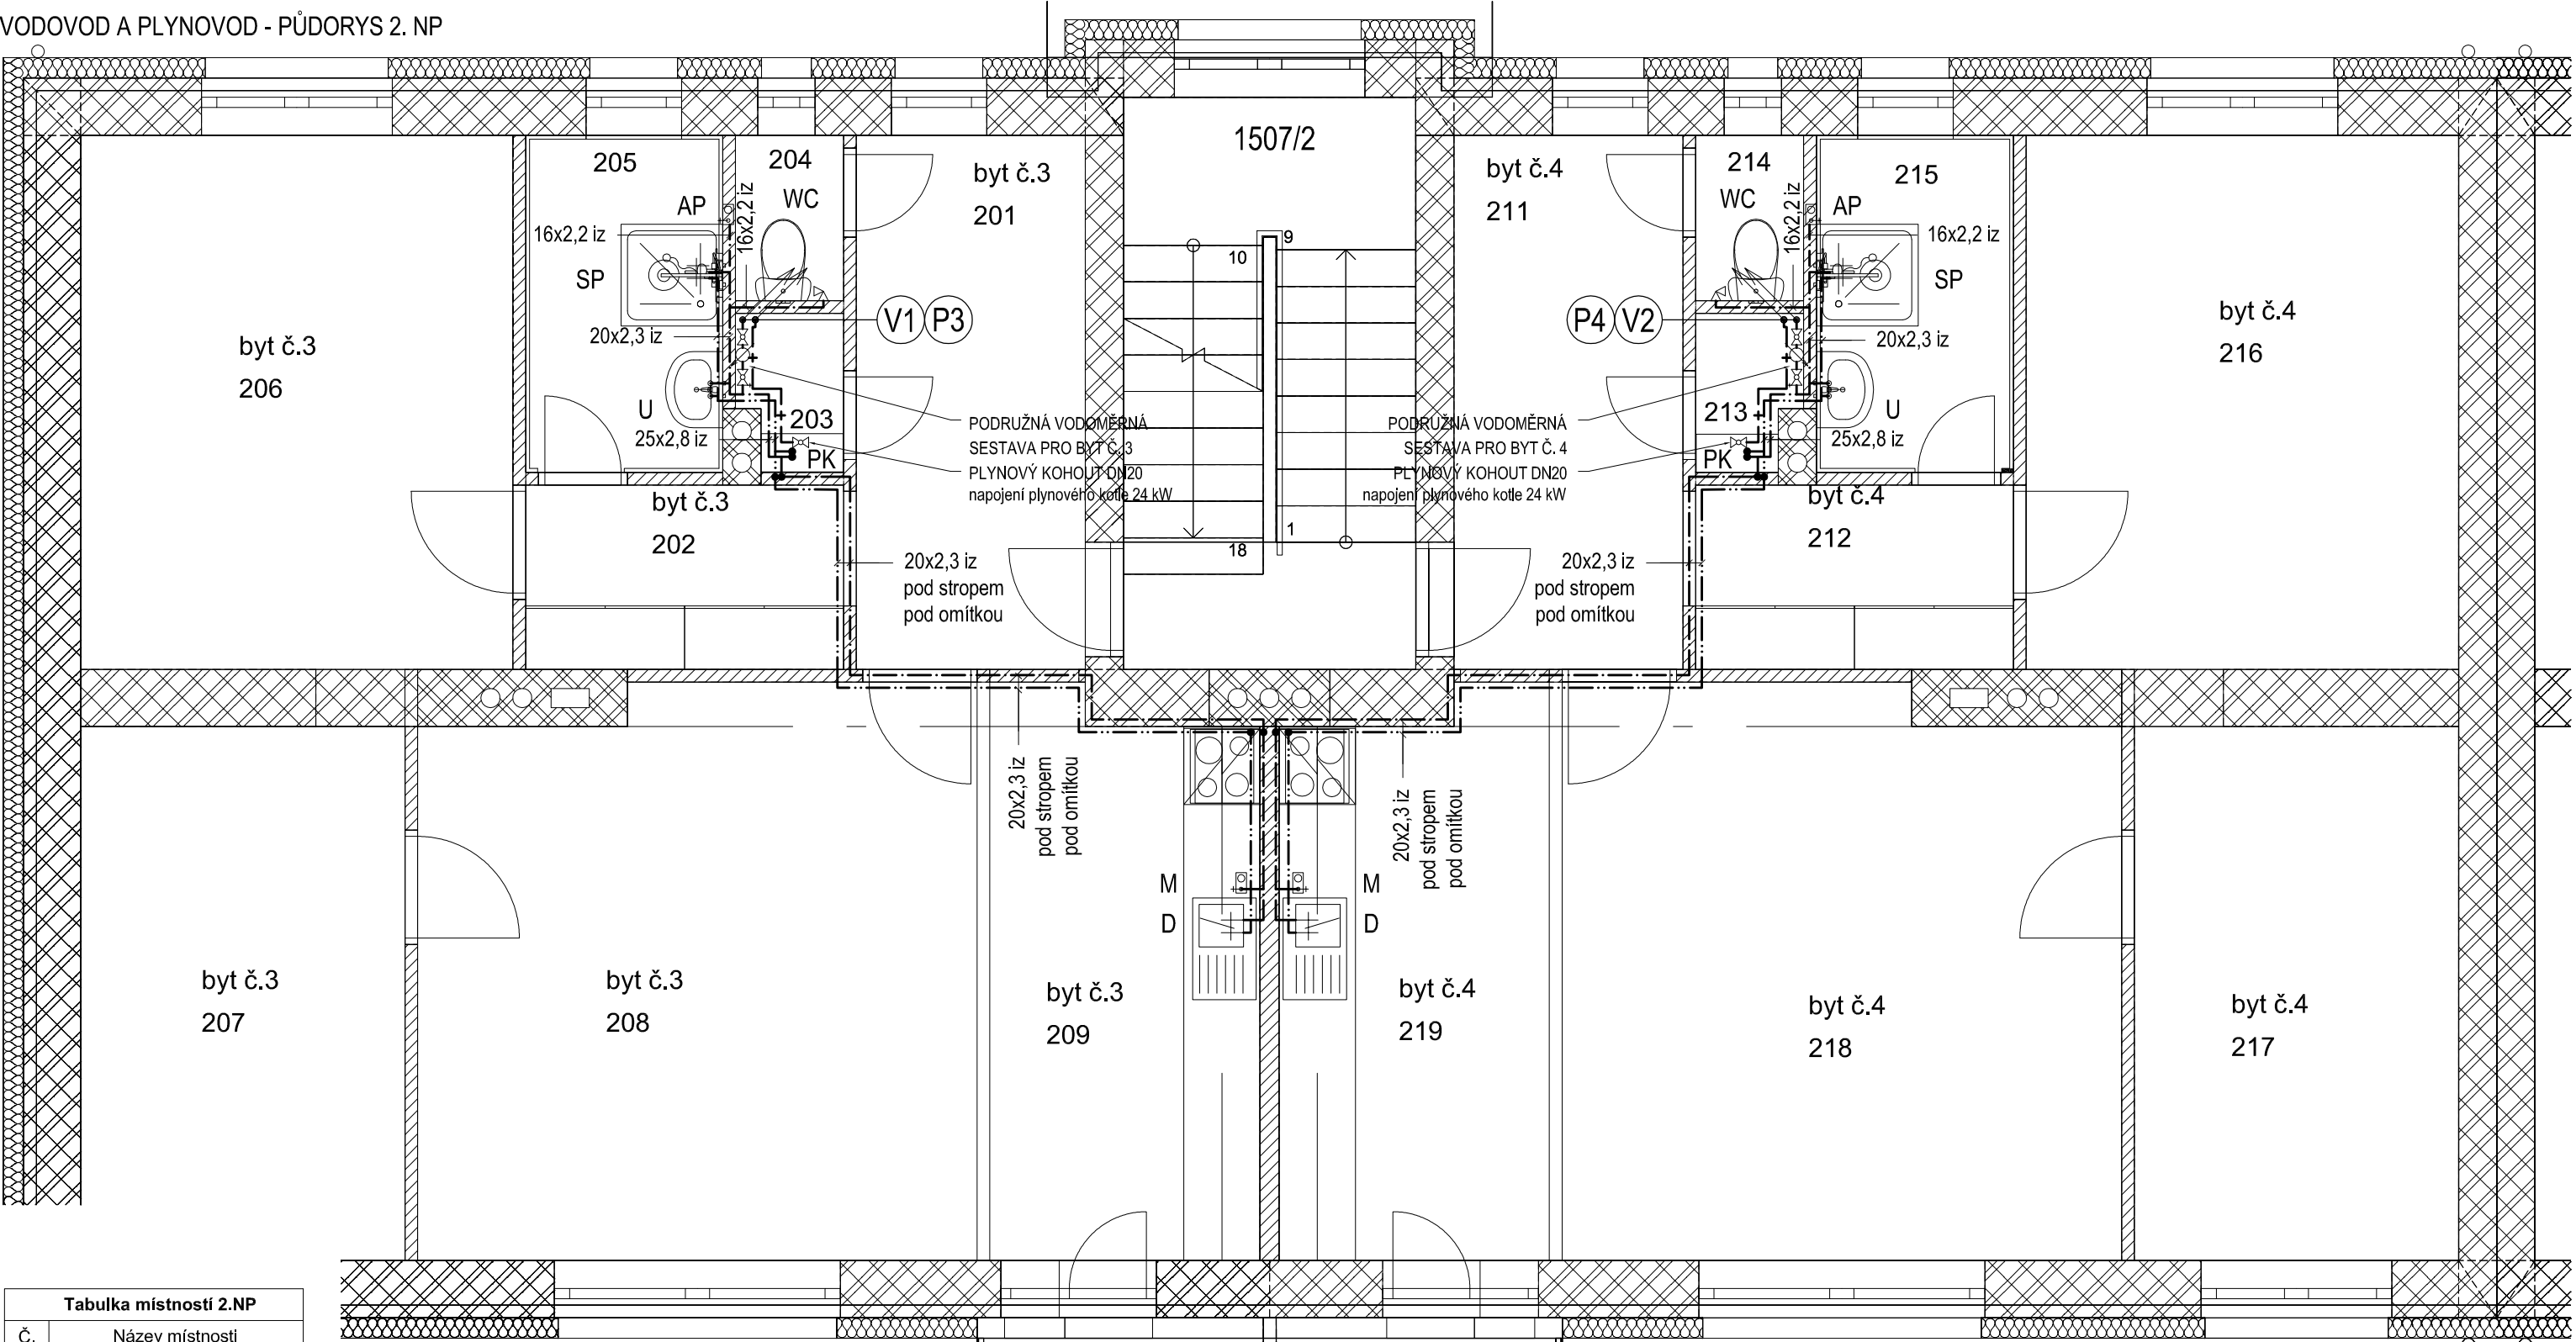 VODOVOD A PLYNOVOD - PŮDORYS 2. NP
1507/2
205
204
WC
AP
16x2,2 iz
16x2,2 iz
SP
20x2,3 iz
U
25x2,8 iz
203
PK
byt č.3
201
V1
P3
byt č.3
206
byt č.3
202
PODRUŽNÁ VODOMĚRNÁ
SESTAVA PRO BYT Č. 3
PLYNOVÝ KOHOUT DN20
napojení plynového kotle 24 kW
20x2,3 iz
pod stropem
pod omítkou
9
10
1
18
byt č.4
211
214
WC
215
AP
16x2,2 iz
16x2,2 iz
SP
P4
V2
20x2,3 iz
U
25x2,8 iz
213
PK
byt č.4
216
PODRUŽNÁ VODOMĚRNÁ
SESTAVA PRO BYT Č. 4
PLYNOVÝ KOHOUT DN20
napojení plynového kotle 24 kW
byt č.4
212
20x2,3 iz
pod stropem
pod omítkou
20x2,3 iz
pod stropem
pod omítkou
20x2,3 iz
pod stropem
pod omítkou
M
D
M
D
byt č.3
207
byt č.3
208
byt č.3
209
byt č.4
219
byt č.4
218
byt č.4
217
Tabulka místností 2.NP
Č. Název místnosti